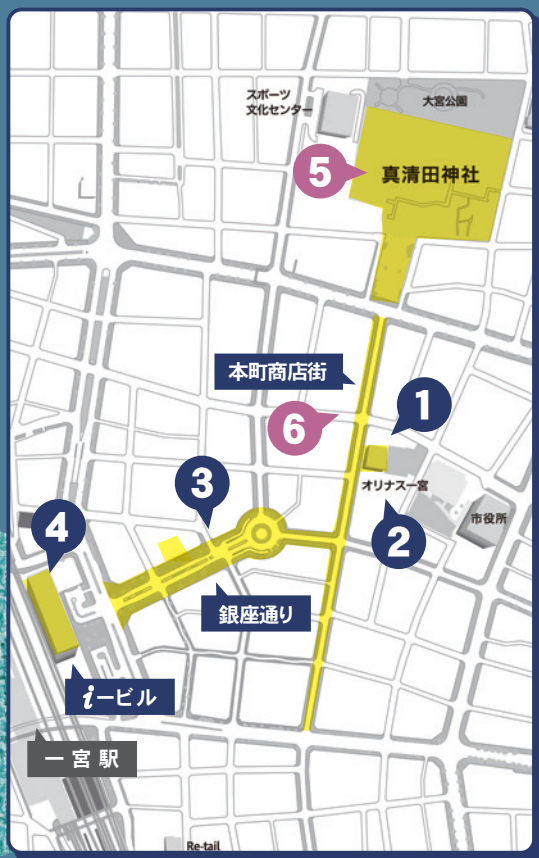 スポーツ
文化センター
大宮公園
5
真清田神社
本町商店街
1
6
3
オリナス一宮
4
市役所
2
銀座通り
iービル
一宮駅
Re-tail